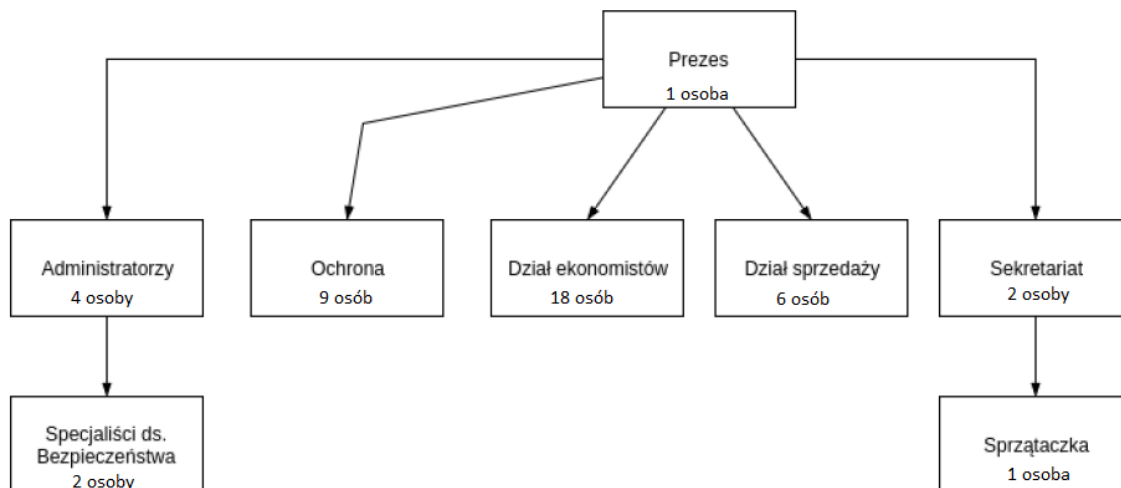 Prezes
1 osoba
Administratorzy
4 osoby
Ochrona
9 osób
Dział ekonomistów
18 osób
Dział sprzedaży
6 osób
Sekretariat
2 osoby
Specjaliści ds.
Bezpieczeństwa
2 osoby
Sprzątaczka
1 osoba